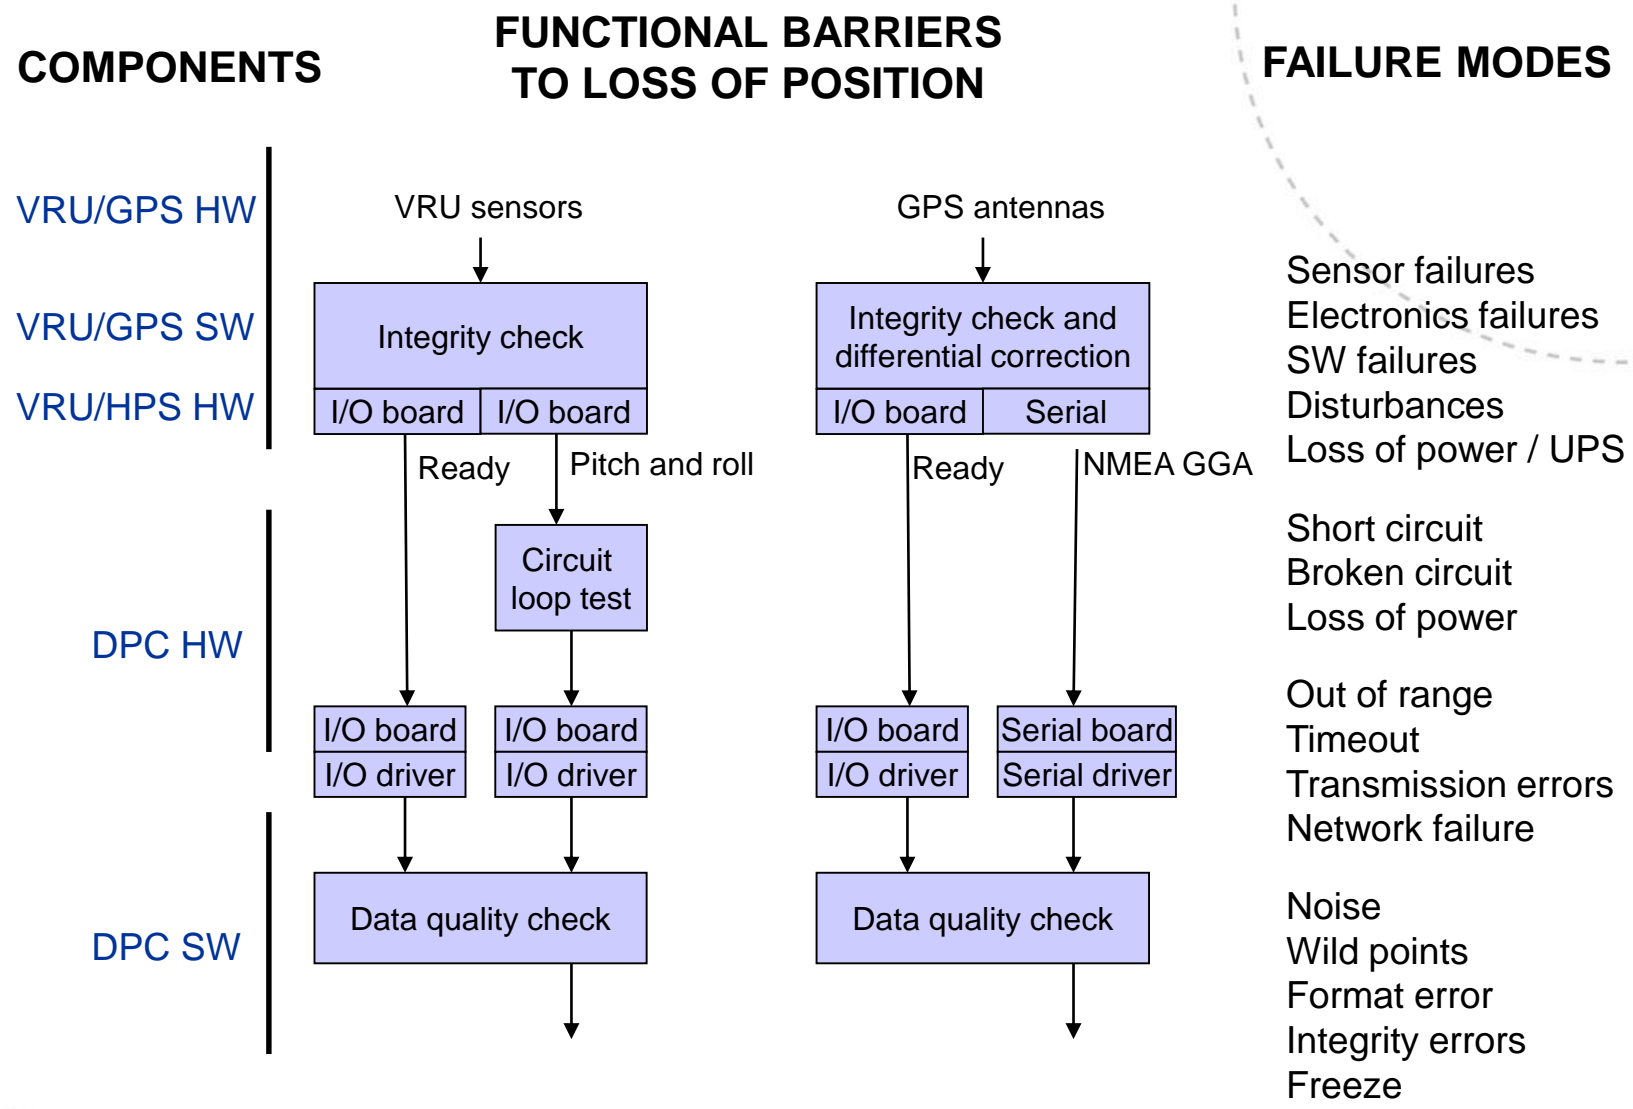 COMPONENTS
FUNCTIONAL BARRIERS
TO LOSS OF POSITION
FAILURE MODES
VRU/GPS HW
VRU sensors
GPS antennas
VRU/GPS SW
Integrity check
Integrity check and
differential correction
VRU/HPS HW
I/O board
I/O board
I/O board
Serial
Ready
Pitch and roll
Ready
NMEA GGA
Sensor failures
Electronics failures
SW failures
Disturbances
Loss of power / UPS
DPC HW
Circuit
loop test
Short circuit
Broken circuit
Loss of power
I/O board
I/O board
I/O board
Serial board
I/O driver
I/O driver
I/O driver
Serial driver
Out of range
Timeout
Transmission errors
Network failure
DPC SW
Data quality check
Data quality check
Noise
Wild points
Format error
Integrity errors
Freeze